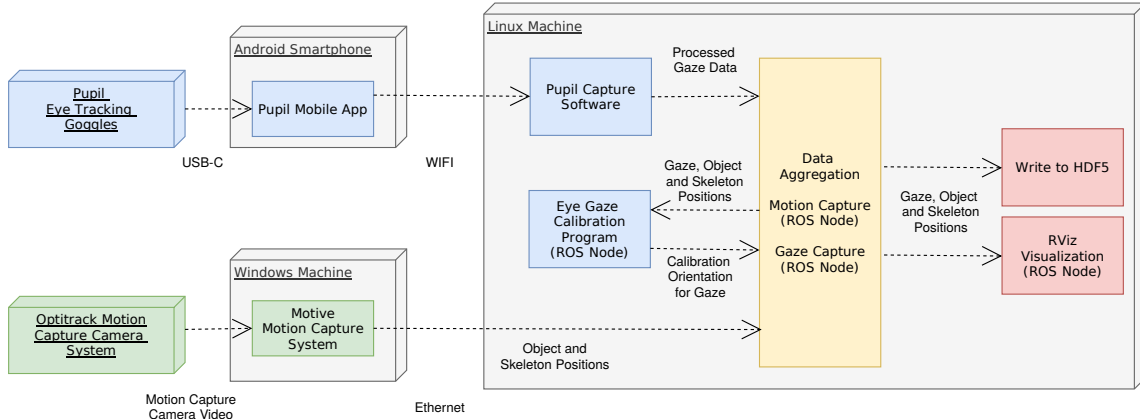 Linux Machine
Android Smartphone
Pupil
Eye Tracking
Goggles
Pupil Mobile App
USB-C
WIFI
Pupil Capture
Software
Processed
Gaze Data
Data
Aggregation
Motion Capture
(ROS Node)
Gaze Capture
(ROS Node)
Gaze, Object
and Skeleton
Positions
Eye Gaze
Calibration
Program
(ROS Node)
Calibration
Orientation
for Gaze
Write to HDF5
Gaze, Object
and Skeleton
Positions
RViz
Visualization
(ROS Node)
Windows Machine
Optitrack Motion
Capture Camera
System
Motive
Motion Capture
System
Object and
Skeleton Positions
Motion Capture
Camera Video
Ethernet